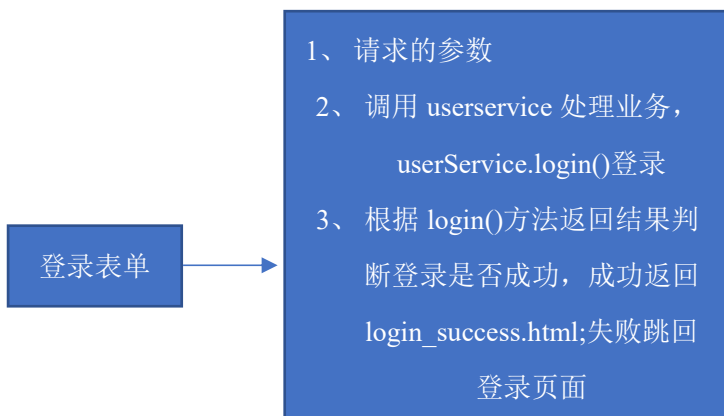 登录表单
1、 请求的参数
2、 调用 userservice 处理业务，
userService.login()登录
3、 根据 login()方法返回结果判
断登录是否成功，成功返回
login_success.html;失败跳回
登录页面